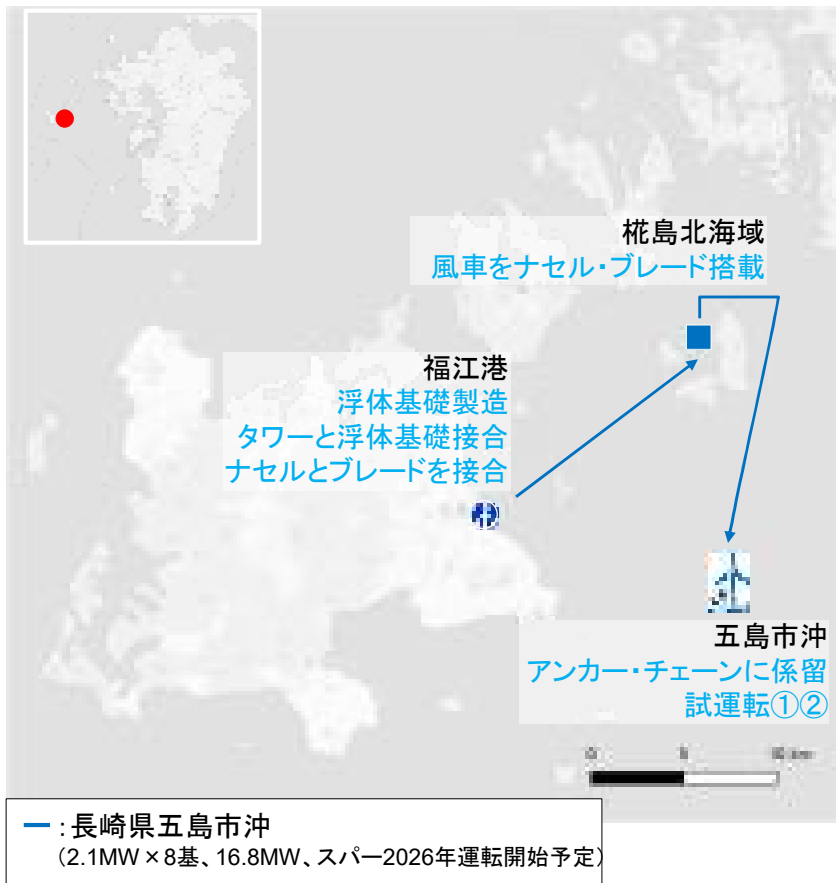 椛島北海域
風車をナセル・ブレード搭載
福江港
浮体基礎製造
タワーと浮体基礎接合
ナセルとブレードを接合
五島市沖
アンカー・チェーンに係留
試運転①②
0 5 10 km
:長崎県五島市沖
(2.1MW×8基、16.8MW、スパー2026年運転開始予定)